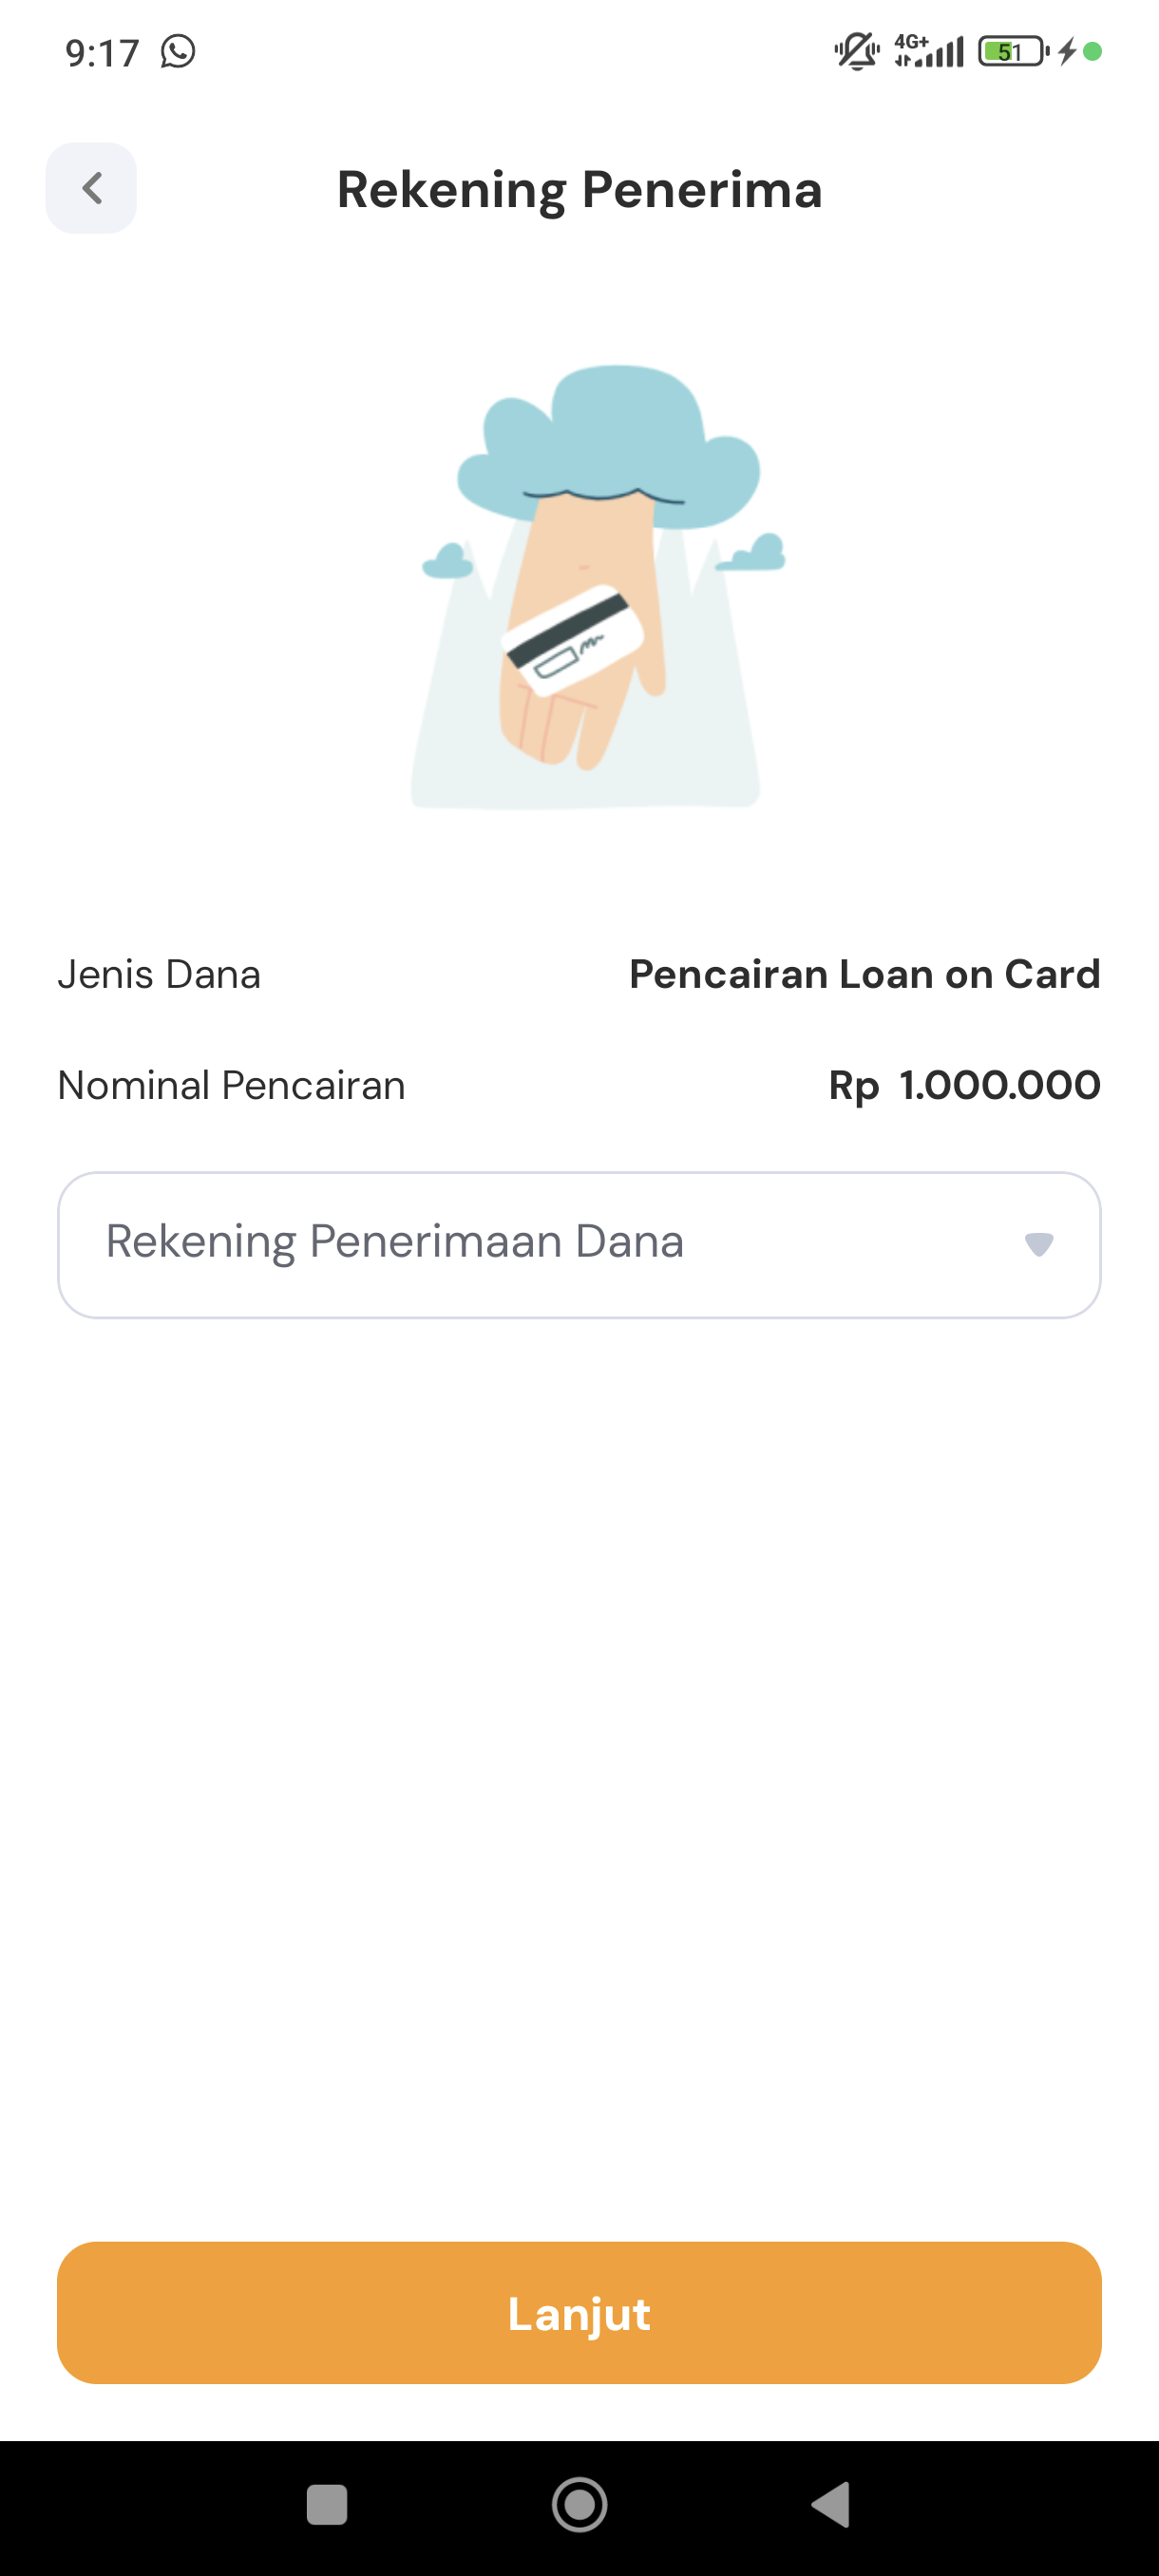 9:17
4G+
51
Rekening Penerima
Jenis Dana Pencairan Loan on Card
Nominal Pencairan Rp 1.000.000
Rekening Penerimaan Dana
Lanjut